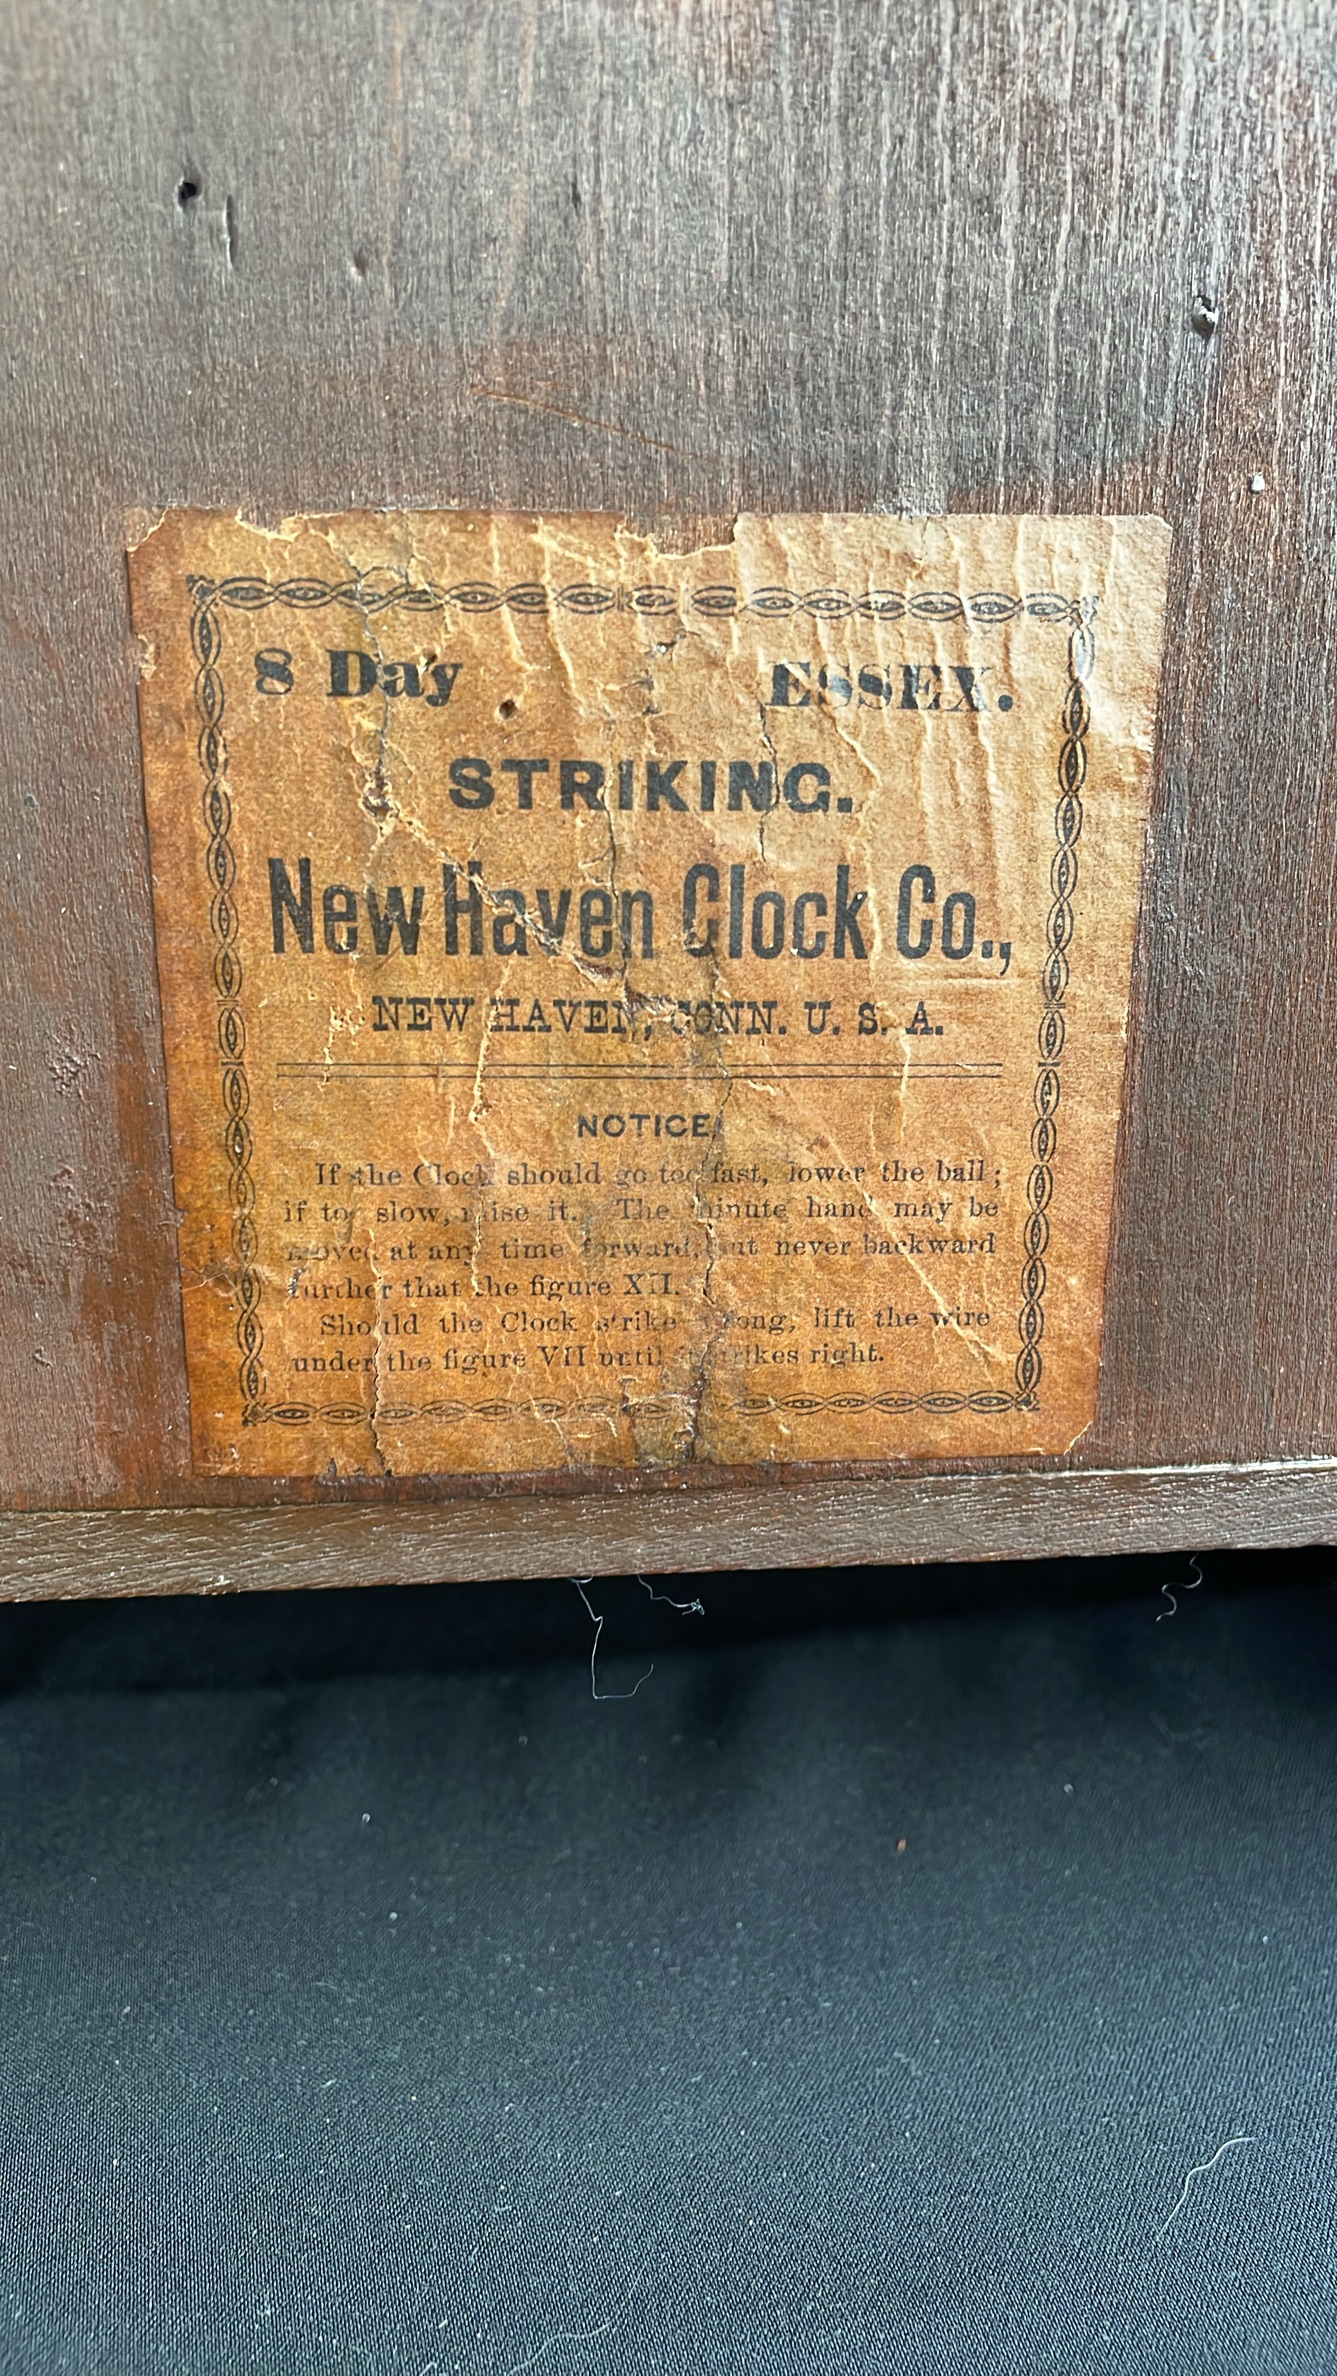 8 Day ESSEX.
STRIKING.
New Haven Clock Co.,
NEW HAVEN, CONN. U. S. A.
NOTICE.
If the Clock should go too fast, lower the ball;
if too slow, raise it. The minute hand may be
moved at any time forward, but never backward
further that the figure XII.
Should the Clock strike wrong, lift the wire
under the figure VII until it strikes right.